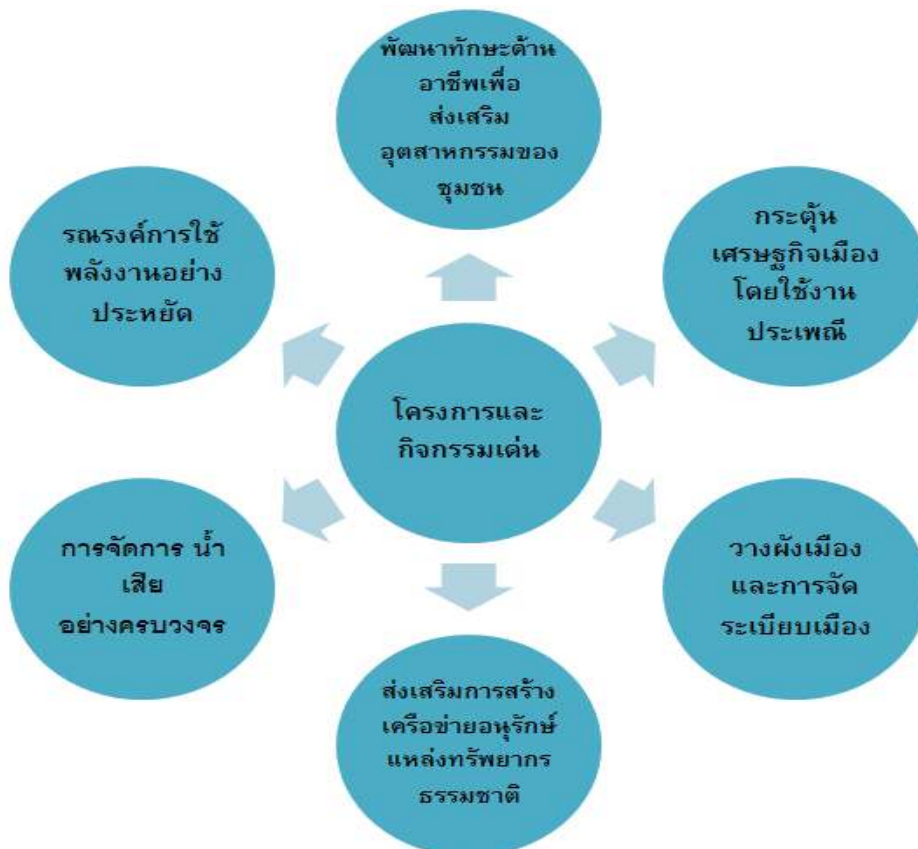 พัฒนาทักษะด้าน
อาชีพเพื่อ
ส่งเสริม
อุตสาหกรรมของ
ชุมชน
กระตุ้น
เศรษฐกิจเมือง
โดยใช้งาน
ประเพณี
วางผังเมือง
และการจัด
ระเบียบเมือง
ส่งเสริมการสร้าง
เครือข่ายอนุรักษ์
แหล่งทรัพยากร
ธรรมชาติ
การจัดการ น้ำ
เสีย
อย่างครบวงจร
รณรงค์การใช้
พลังงานอย่าง
ประหยัด
โครงการและ
กิจกรรมเด่น